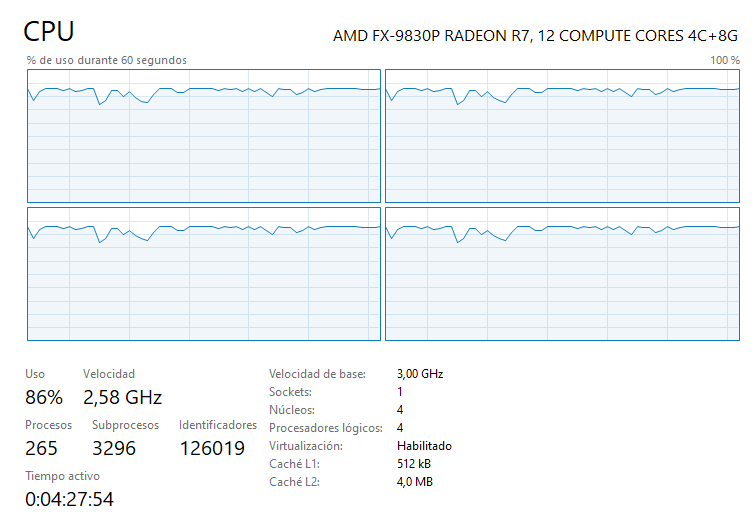 CPU
AMD FX-9830P RADEON R7, 12 COMPUTE CORES 4C+8G
% de uso durante 60 segundos
100 %
Uso
Velocidad
86%
2,58 GHz
Procesos
Subprocesos
Identificadores
265
3296
126019
Tiempo activo
0:04:27:54
Velocidad de base:
3,00 GHz
Sockets:
1
Núcleos:
4
Procesadores lógicos:
4
Virtualización:
Habilitado
Caché L1:
512 kB
Caché L2:
4,0 MB